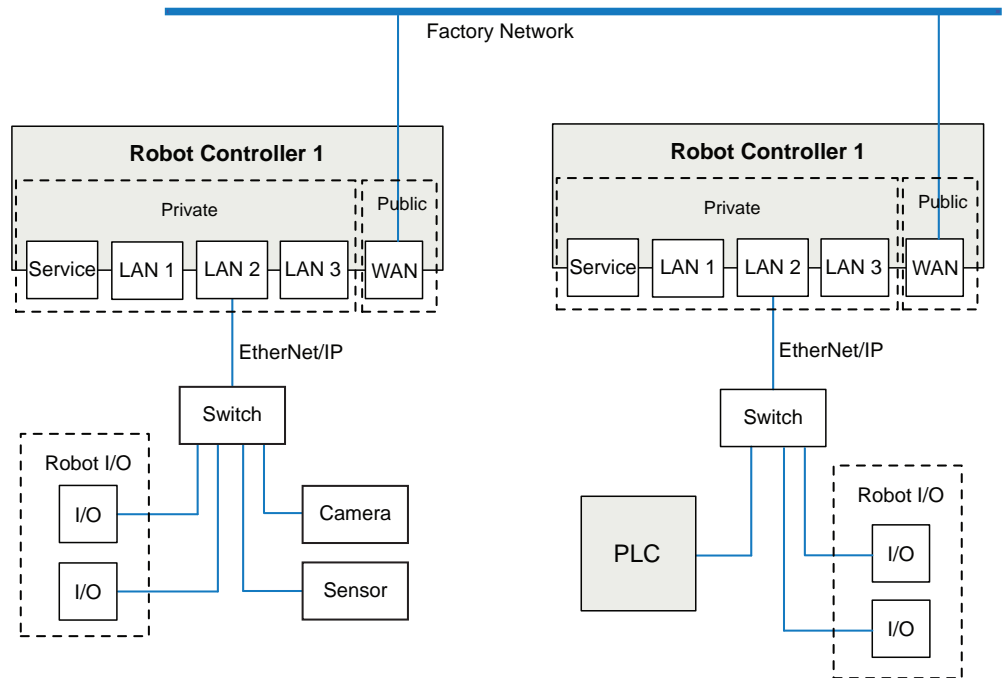 Factory Network
Robot Controller 1
Private
Public
Service
LAN 1
LAN 2
LAN 3
WAN
EtherNet/IP
Switch
Robot I/O
I/O
I/O
Camera
Sensor
Robot Controller 1
Private
Public
Service
LAN 1
LAN 2
LAN 3
WAN
EtherNet/IP
Switch
PLC
Robot I/O
I/O
I/O